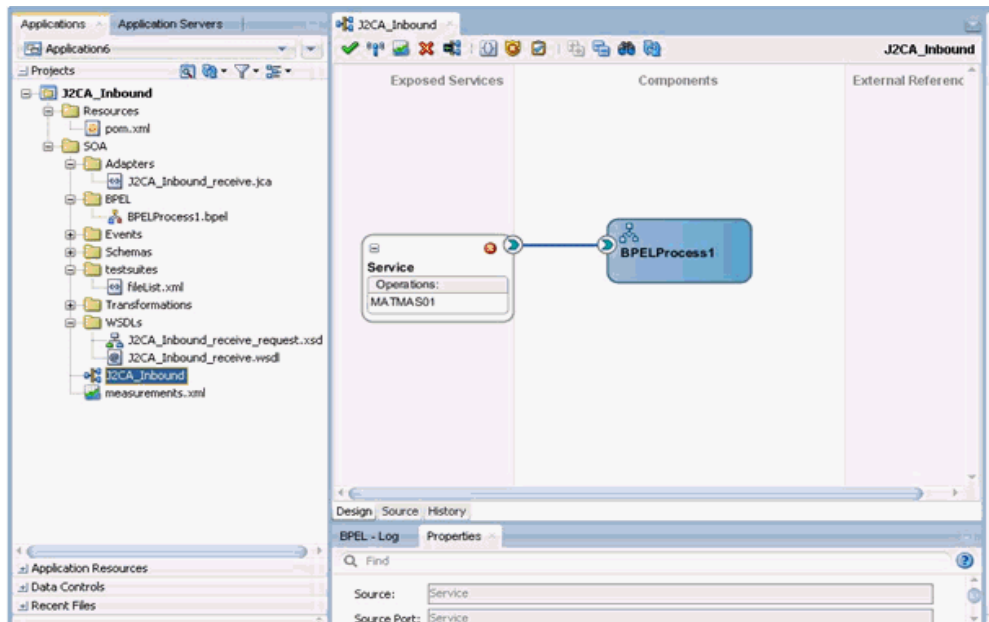 Applications
Application Servers
Application6
Projects
J2CA_Inbound
Resources
pom.xml
SOA
Adapters
J2CA_Inbound_receive.jca
BPEL
BPELProcess1.bpel
Events
Schemas
testsuites
fileList.xml
Transformations
WSDLs
J2CA_Inbound_receive_request.xsd
J2CA_Inbound_receive.wsdl
J2CA_Inbound
measurements.xml
Application Resources
Data Controls
Recent Files
J2CA_Inbound
J2CA_Inbound
Exposed Services
Components
External Referenc
Service
Operations:
MATMAS01
BPELProcess1
Design
Source
History
BPEL - Log
Properties
Find
Source:
Service
Source Port:
Service